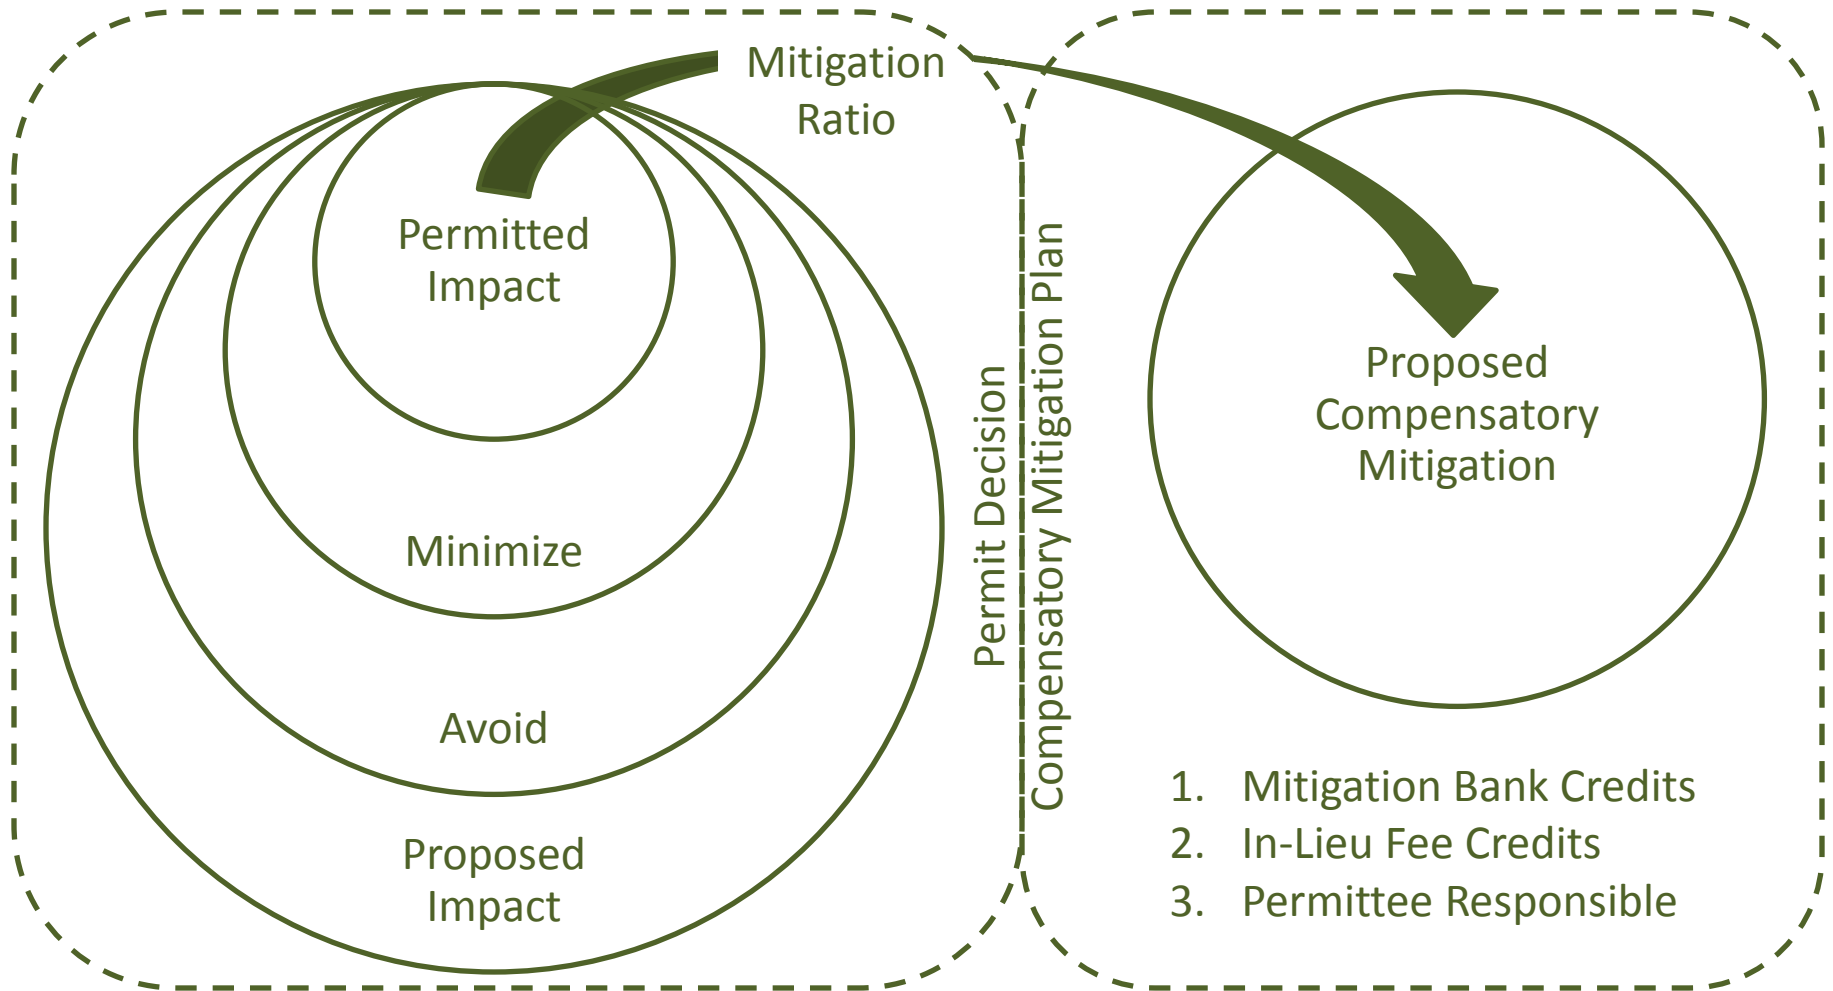 Mitigation
Ratio
Permitted
Impact
Minimize
Avoid
Proposed
Impact
Permit Decision
Compensatory Mitigation Plan
Proposed
Compensatory
Mitigation
1. Mitigation Bank Credits
2. In-Lieu Fee Credits
3. Permittee Responsible